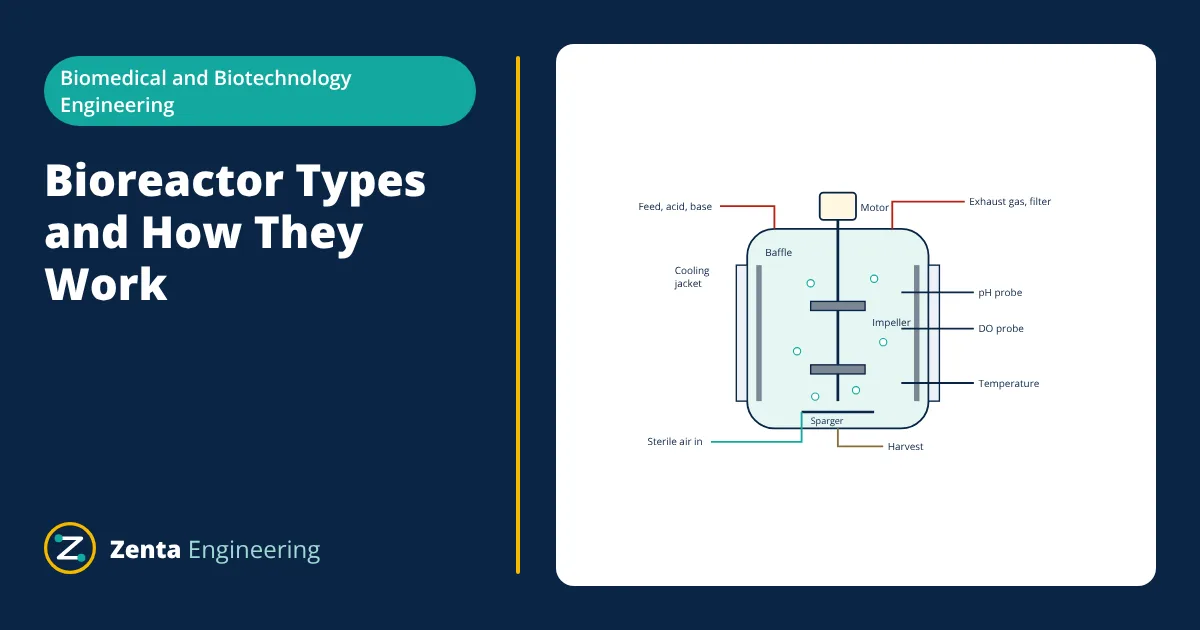 Biomedical and Biotechnology
Engineering
Bioreactor Types
and How They
Work
Zenta Engineering
Feed, acid, base
Motor
Exhaust gas, filter
Baffle
Cooling
jacket
pH probe
Impeller
DO probe
Temperature
Sparger
Sterile air in
Harvest